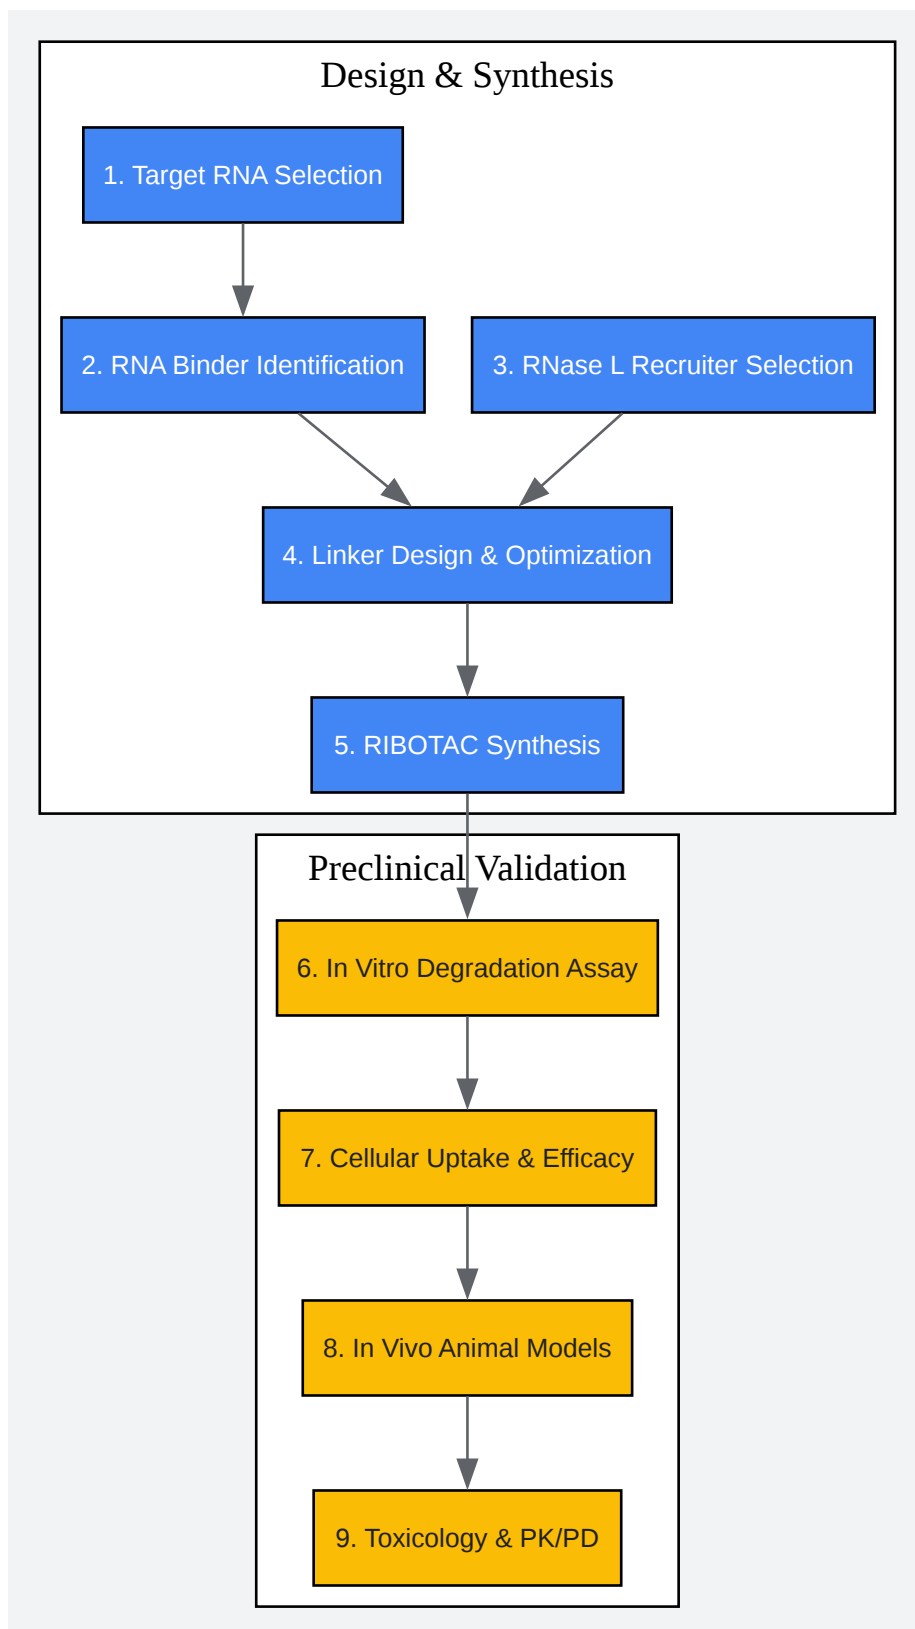 Design & Synthesis
1. Target RNA Selection
2. RNA Binder Identification
3. RNase L Recruiter Selection
4. Linker Design & Optimization
5. RIBOTAC Synthesis
Preclinical Validation
6. In Vitro Degradation Assay
7. Cellular Uptake & Efficacy
8. In Vivo Animal Models
9. Toxicology & PK/PD